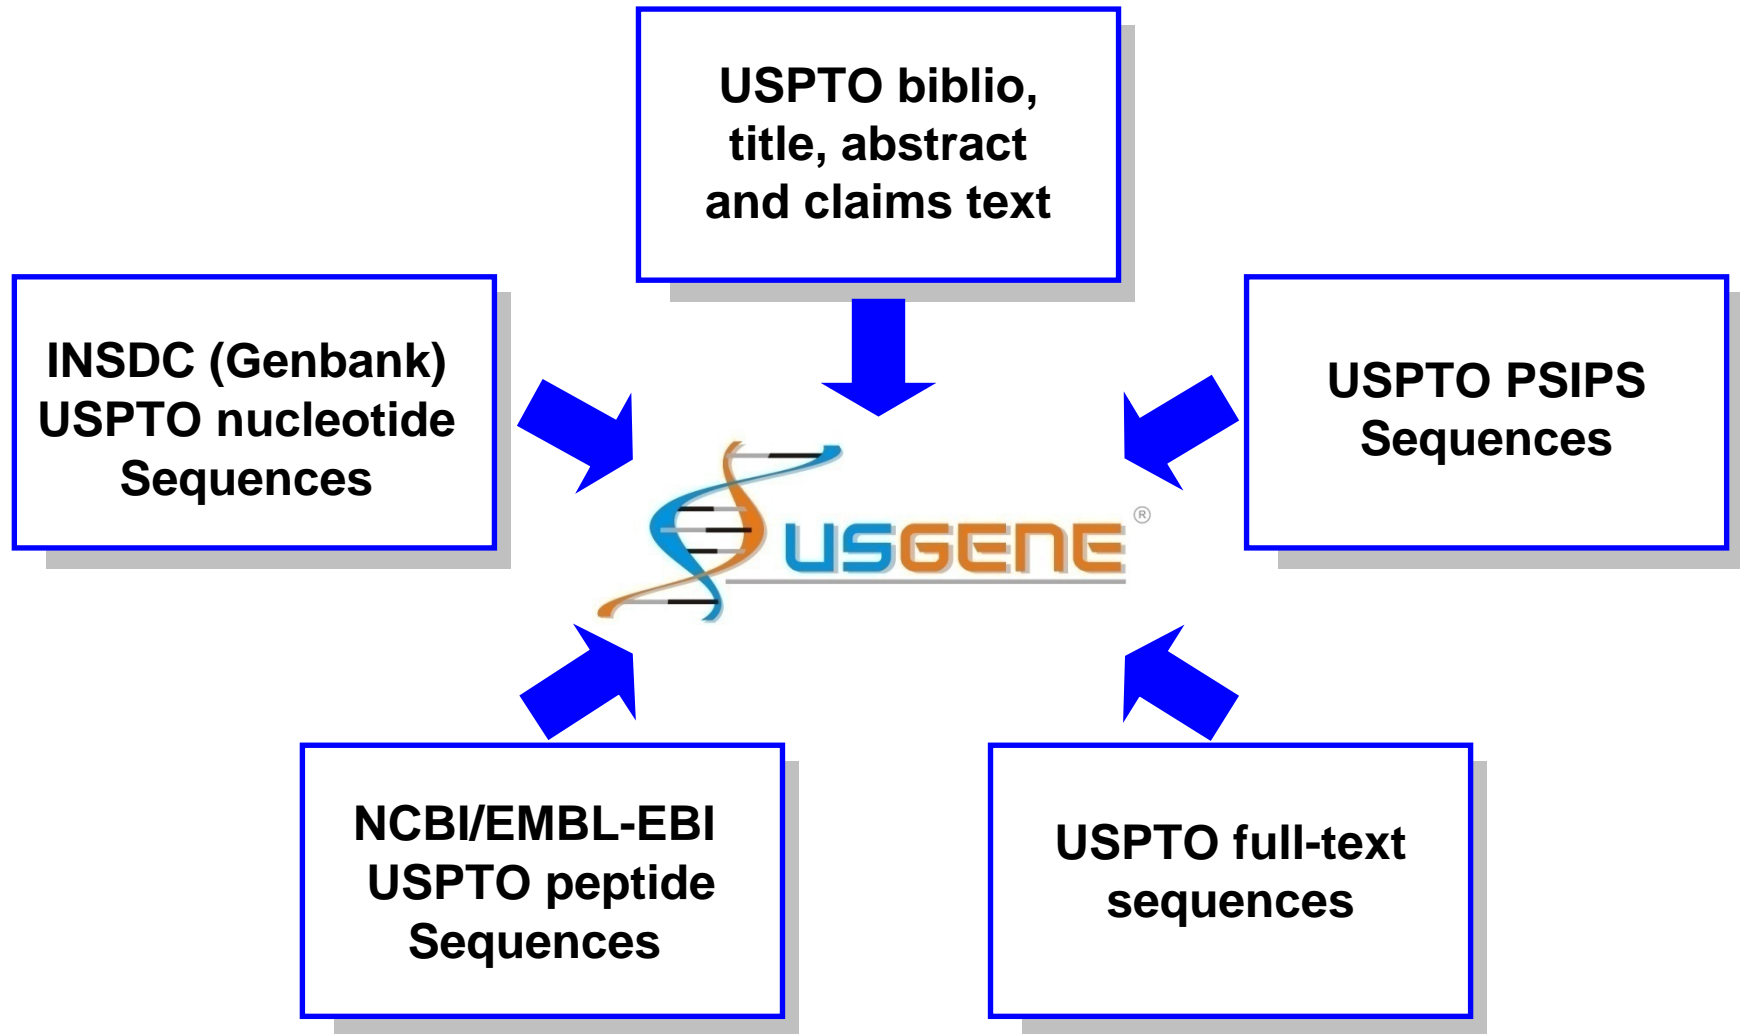 USPTO biblio,
title, abstract
and claims text
INSDC (Genbank)
USPTO nucleotide
Sequences
USPTO PSIPS
Sequences
USGENE®
NCBI/EMBL-EBI
USPTO peptide
Sequences
USPTO full-text
sequences